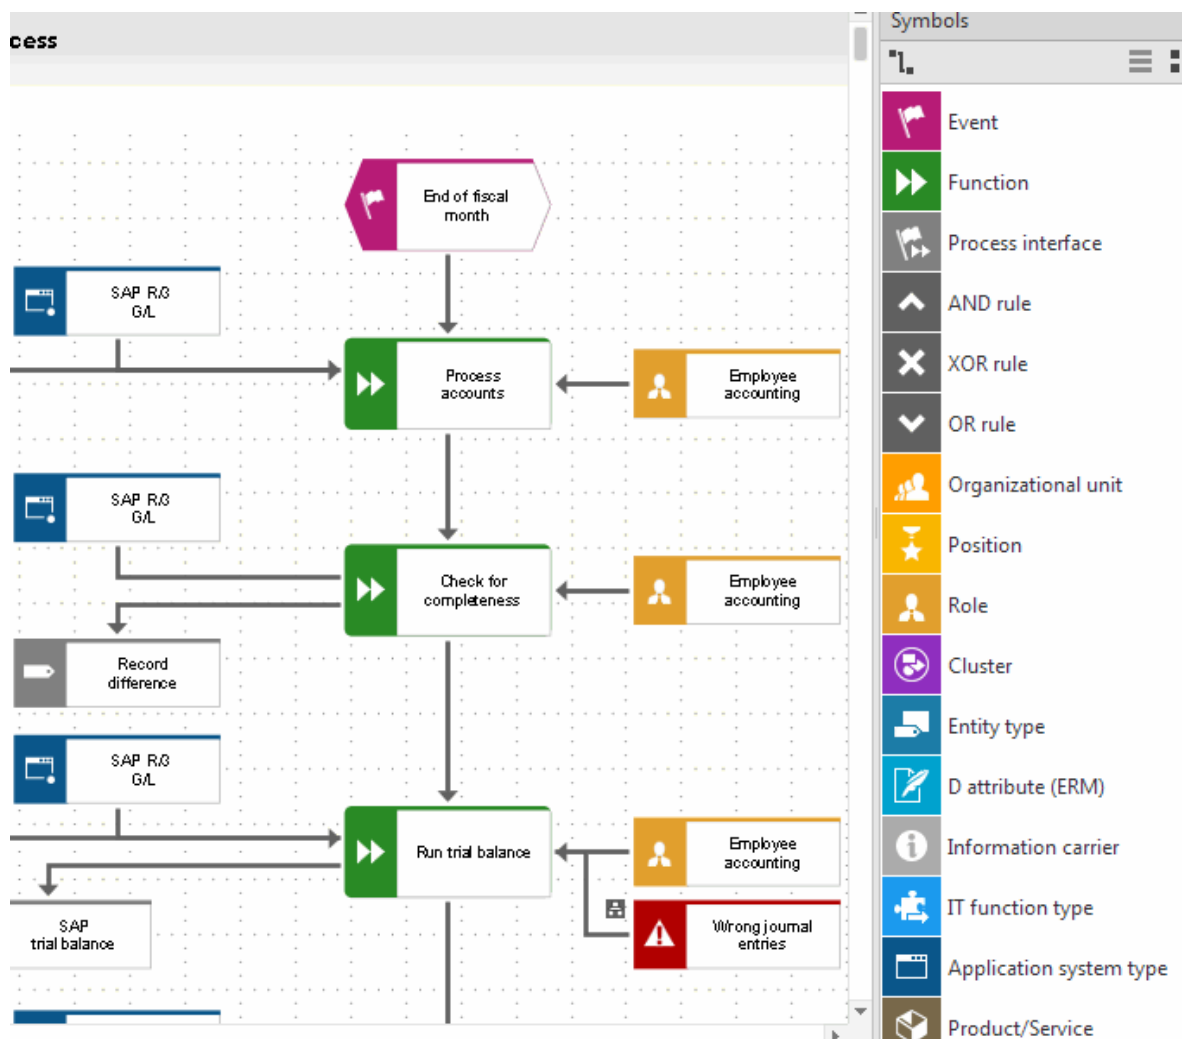 cess
End of fiscal
month
SAP R/3
G/L
Process
accounts
Employee
accounting
SAP R/3
G/L
Check for
completeness
Employee
accounting
Record
difference
SAP R/3
G/L
Run trial balance
Employee
accounting
SAP
trial balance
Wrong journal
entries
Symbols
Event
Function
Process interface
AND rule
XOR rule
OR rule
Organizational unit
Position
Role
Cluster
Entity type
D attribute (ERM)
Information carrier
IT function type
Application system type
Product/Service